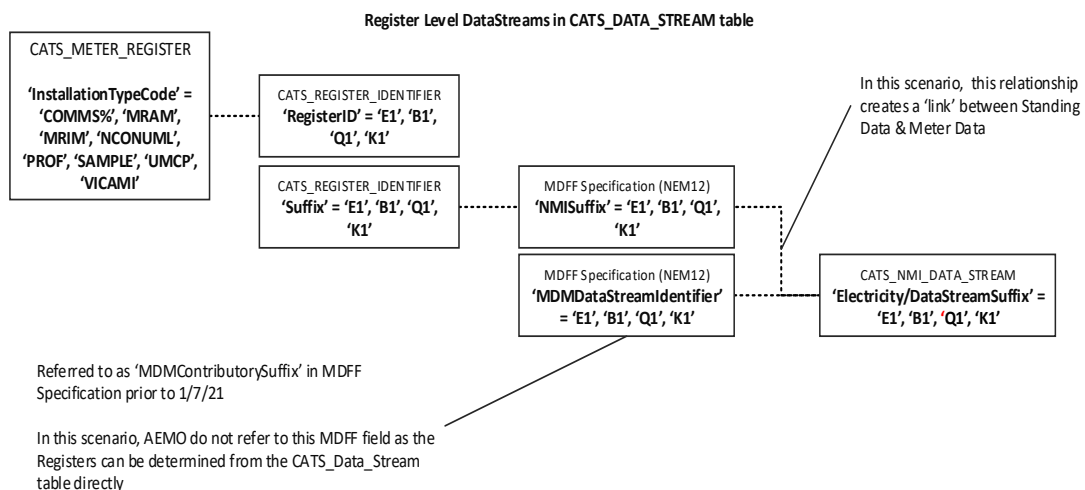 Register Level DataStreams in CATS_DATA_STREAM table
CATS_METER_REGISTER
‘InstallationTypeCode’ =
‘COMMS%’, ‘MRAM’,
‘MRIM’, ‘NCONUML’,
‘PROF’, ‘SAMPLE’, ‘UMCP’,
‘VICAMI’
CATS_REGISTER_IDENTIFIER
‘RegisterID’ = ‘E1’, ‘B1’,
‘Q1’, ‘K1’
CATS_REGISTER_IDENTIFIER
‘Suffix’ = ‘E1’, ‘B1’, ‘Q1’,
‘K1’
MDFF Specification (NEM12)
‘NMISuffix’ = ‘E1’, ‘B1’, ‘Q1’,
‘K1’
MDFF Specification (NEM12)
‘MDMDataStreamIdentifier’
= ‘E1’, ‘B1’, ‘Q1’, ‘K1’
In this scenario, this relationship
creates a ‘link’ between Standing
Data & Meter Data
CATS_NMI_DATA_STREAM
‘Electricity/DataStreamSuffix’ =
‘E1’, ‘B1’, ‘Q1’, ‘K1’
Referred to as ‘MDMContributorySuffix’ in MDFF
Specification prior to 1/7/21
In this scenario, AEMO do not refer to this MDFF field as the
Registers can be determined from the CATS_Data_Stream
table directly